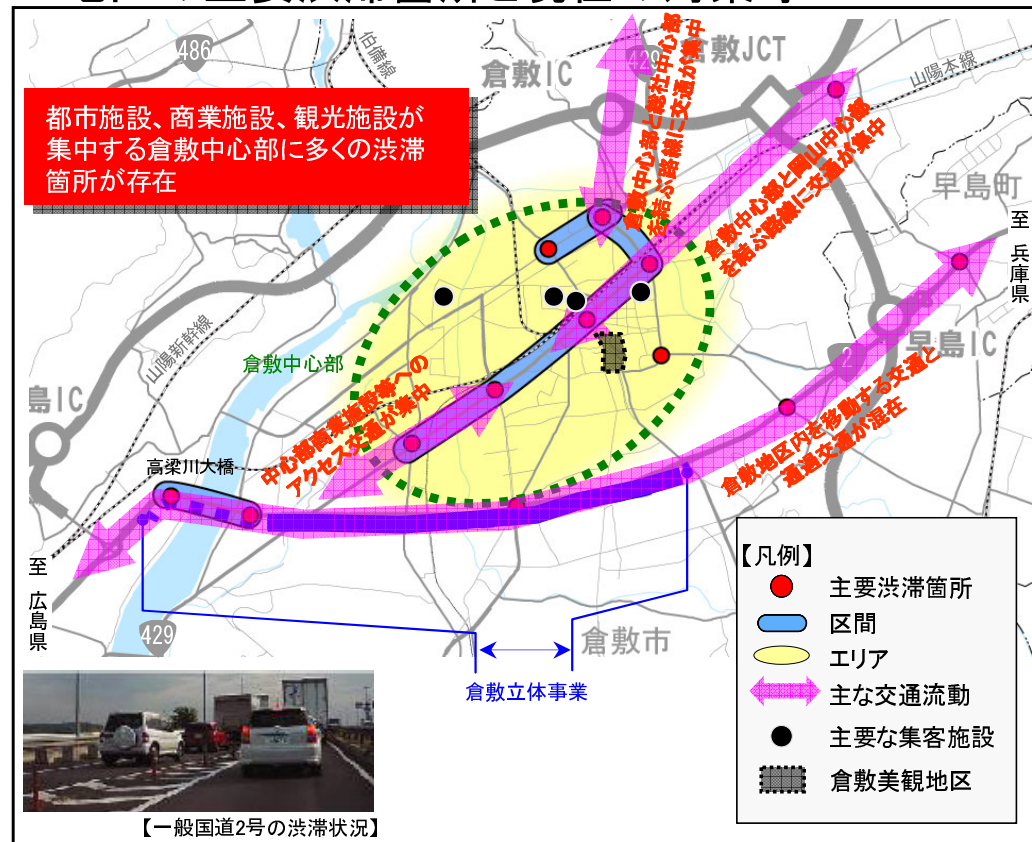 486
伯備線
倉敷IC
429
倉敷JCT
山陽本線
都市施設、商業施設、観光施設が
集中する倉敷中心部に多くの渋滞
箇所が存在
倉敷中心部と総社中心部
を結ぶ路線に交通が集中
倉敷中心部と岡山中心部
を結ぶ路線に交通が集中
早島町
至 兵庫県
山陽新幹線
倉敷中心部
早島IC
2
島IC
中心部商業施設等への
アクセス交通が集中
倉敷地区内を移動する交通と
通過交通が混在
高梁川大橋
至 広島県
429
倉敷市
倉敷立体事業
【凡例】
主要渋滞箇所
区間
エリア
主な交通流動
主要な集客施設
倉敷美観地区
【一般国道2号の渋滞状況】